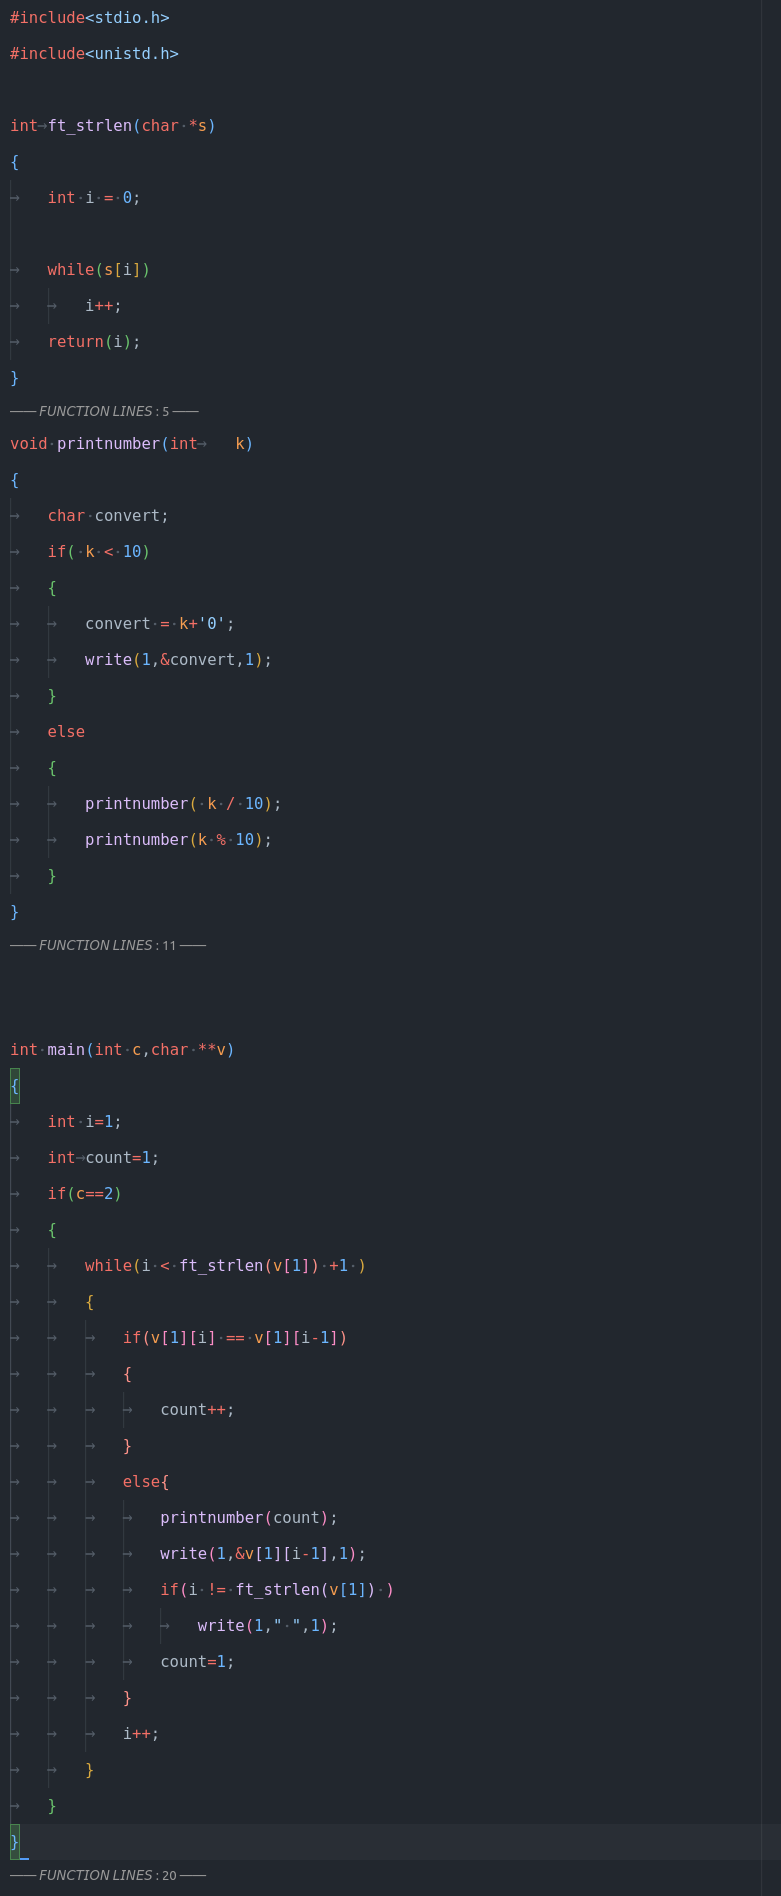 #include<stdio.h>
#include<unistd.h>
int ft_strlen(char *s)
{
int i = 0;
while(s[i])
i++;
return(i);
}
FUNCTION LINES : 5
void printnumber(int k)
{
char convert;
if( k < 10)
{
convert = k+'0';
write(1,&convert,1);
}
else
{
printnumber( k / 10);
printnumber(k % 10);
}
}
FUNCTION LINES : 11
int main(int c,char **v)
{
int i=1;
int count=1;
if(c==2)
{
while(i < ft_strlen(v[1]) +1 )
{
if(v[1][i] == v[1][i-1])
{
count++;
}
else{
printnumber(count);
write(1,&v[1][i-1],1);
if(i != ft_strlen(v[1]) )
write(1," ",1);
count=1;
}
i++;
}
}
}
FUNCTION LINES : 20